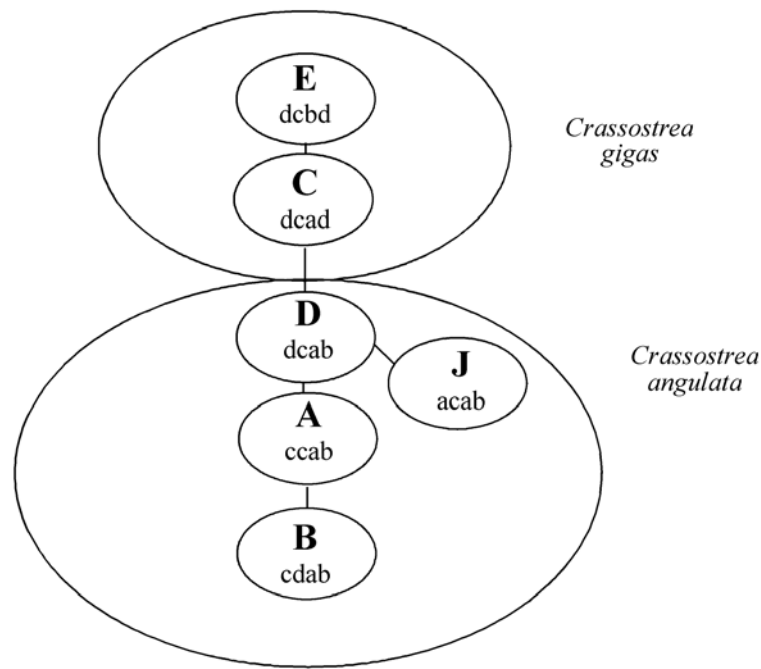 E
dcbd
Crassostrea
gigas
C
dcad
D
dcab
J
acab
Crassostrea
angulata
A
ccab
B
cdab